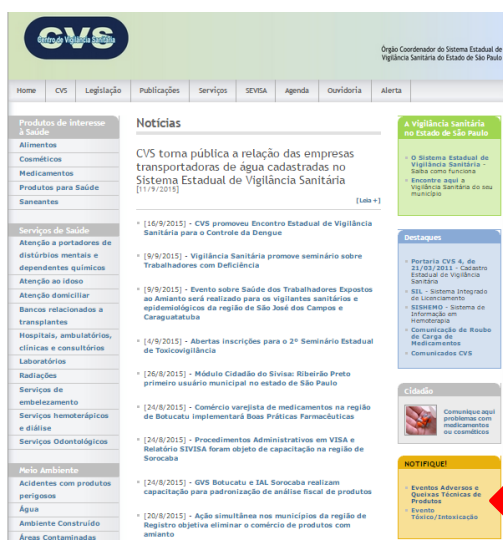 CVS
Centro de Vigilância Sanitária
Órgão Coordenador do Sistema Estadual de
Vigilância Sanitária do Estado de São Paulo
Home CVS Legislação Publicações Serviços SEVISA Agenda Ouvidoria Alerta
Produtos de interesse
à Saúde
Alimentos
Cosméticos
Medicamentos
Produtos para Saúde
Saneantes
Serviços de Saúde
Atenção a portadores de
distúrbios mentais e
dependentes químicos
Atenção ao idoso
Atenção domiciliar
Bancos relacionados a
transplantes
Hospitais, ambulatórios,
clínicas e consultórios
Laboratórios
Radiações
Serviços de
embelezamento
Serviços hemoterápicos
e diálise
Serviços Odontológicos
Meio Ambiente
Acidentes com produtos
perigosos
Água
Ambiente Construído
Áreas Contaminadas
Notícias
CVS torna pública a relação das empresas
transportadoras de água cadastradas no
Sistema Estadual de Vigilância Sanitária
[11/9/2015]
[Leia +]
[16/9/2015] - CVS promoveu Encontro Estadual de Vigilância
Sanitária para o Controle da Dengue
[9/9/2015] - Vigilância Sanitária promove seminário sobre
Trabalhadores com Deficiência
[9/9/2015] - Evento sobre Saúde dos Trabalhadores Expostos
ao Amianto será realizado para os vigilantes sanitários e
epidemiológicos da região de São José dos Campos e
Caraguatatuba
[4/9/2015] - Abertas inscrições para o 2º Seminário Estadual
de Toxicovigilância
[26/8/2015] - Módulo Cidadão do Sivisa: Ribeirão Preto
primeiro usuário municipal no estado de São Paulo
[24/8/2015] - Comércio varejista de medicamentos na região
de Botucatu implementará Boas Práticas Farmacêuticas
[24/8/2015] - Procedimentos Administrativos em VISA e
Relatório SIVISA foram objeto de capacitação na região de
Sorocaba
[24/8/2015] - GVS Botucatu e IAL Sorocaba realizam
capacitação para padronização de análise fiscal de produtos
[20/8/2015] - Ação simultânea nos municípios da região de
Registro objetiva eliminar o comércio de produtos com
amianto
A Vigilância Sanitária
no Estado de São Paulo
O Sistema Estadual de
Vigilância Sanitária -
Saiba como funciona
Encontre aqui a
Vigilância Sanitária do seu
município
Destaques
Portaria CVS 4, de
21/03/2011 - Cadastro
Estadual de Vigilância
Sanitária
SIL - Sistema Integrado
de Licenciamento
SISHEMO - Sistema de
Informação em
Hemoterapia
Comunicação de Roubo
de Carga de
Medicamentos
Comunicados CVS
Cidadão
Comunique aqui
problemas com
medicamentos
ou cosméticos
NOTIFIQUE!
Eventos Adversos e
Queixas Técnicas de
Produtos
Evento
Tóxico/Intoxicação